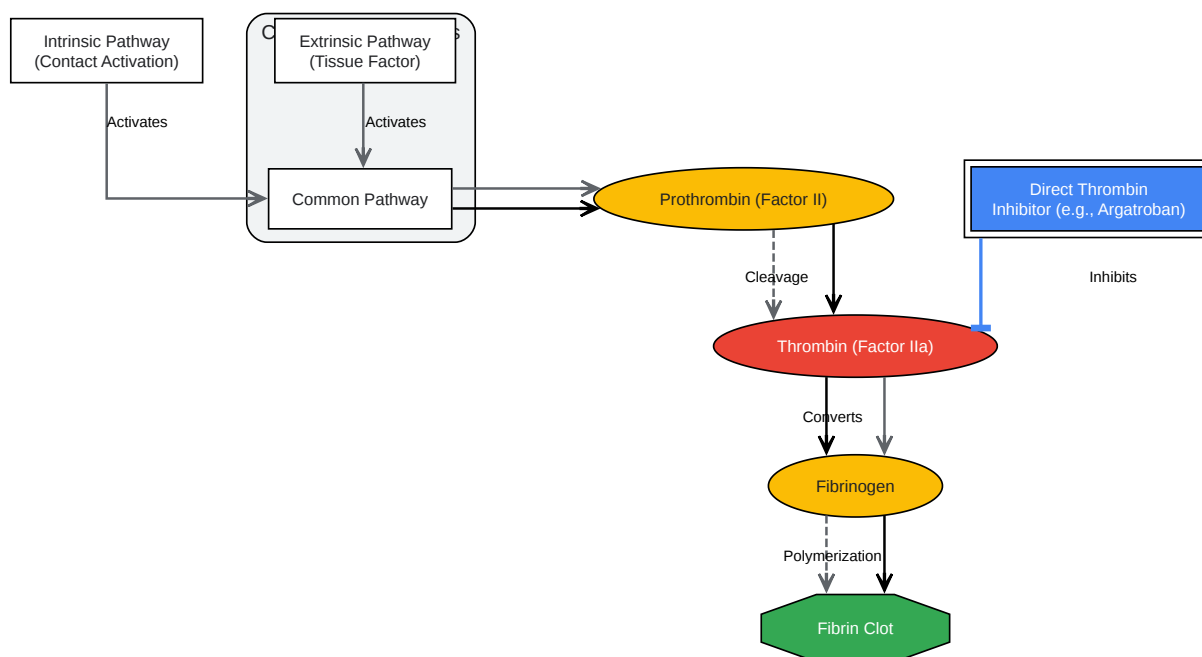 Intrinsic Pathway
(Contact Activation)
Extrinsic Pathway
(Tissue Factor)
Activates
Activates
Common Pathway
Prothrombin (Factor II)
Direct Thrombin
Inhibitor (e.g., Argatroban)
Cleavage
Inhibits
Thrombin (Factor IIa)
Converts
Fibrinogen
Polymerization
Fibrin Clot